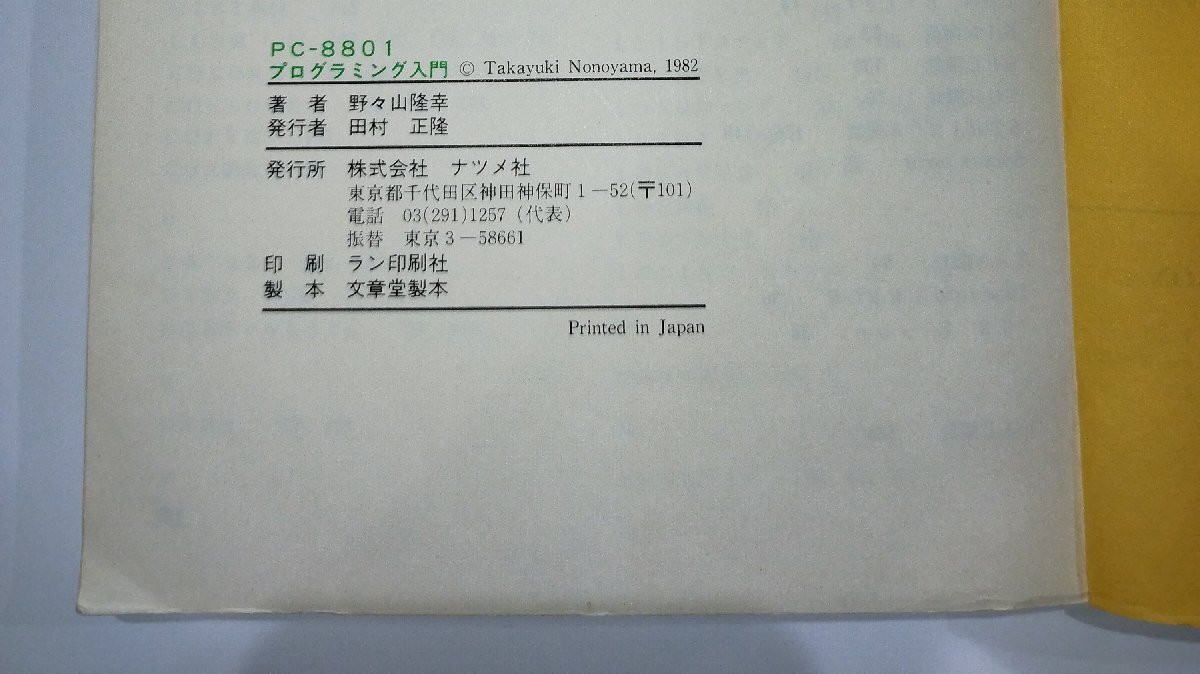 PC-8801
プログラミング入門 © Takayuki Nonoyama, 1982
著　者　野々山隆幸
発行者　田村　正隆
発行所　株式会社　ナツメ社
東京都千代田区神田神保町1－52(〒101)
電話　03(291)1257（代表）
振替　東京3－58661
印　刷　ラン印刷社
製　本　文章堂製本
Printed in Japan